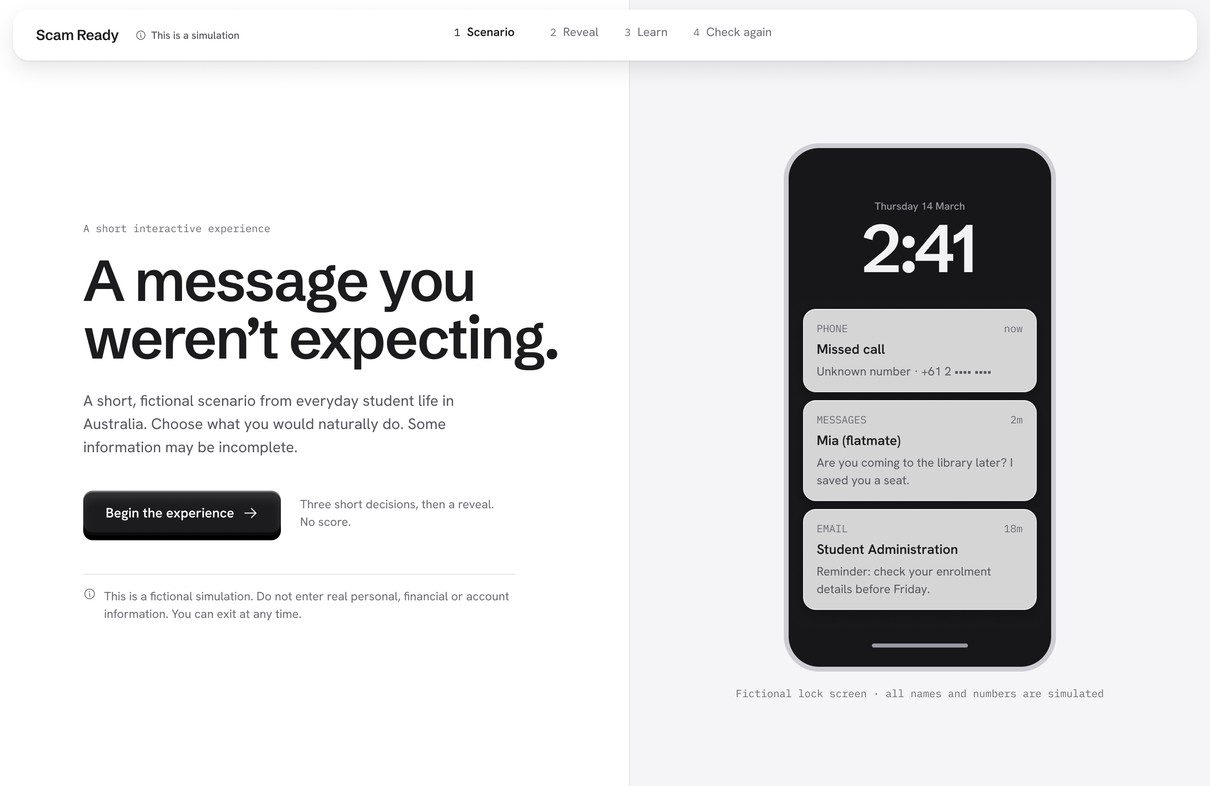 Scam Ready
This is a simulation
1 Scenario
2 Reveal
3 Learn
4 Check again
A short interactive experience
A message you
weren’t expecting.
A short, fictional scenario from everyday student life in
Australia. Choose what you would naturally do. Some
information may be incomplete.
Begin the experience →
Three short decisions, then a reveal.
No score.
This is a fictional simulation. Do not enter real personal, financial or account
information. You can exit at any time.
Thursday 14 March
2:41
PHONE now
Missed call
Unknown number · +61 2 •••• ••••
MESSAGES 2m
Mia (flatmate)
Are you coming to the library later? I
saved you a seat.
EMAIL 18m
Student Administration
Reminder: check your enrolment
details before Friday.
Fictional lock screen · all names and numbers are simulated